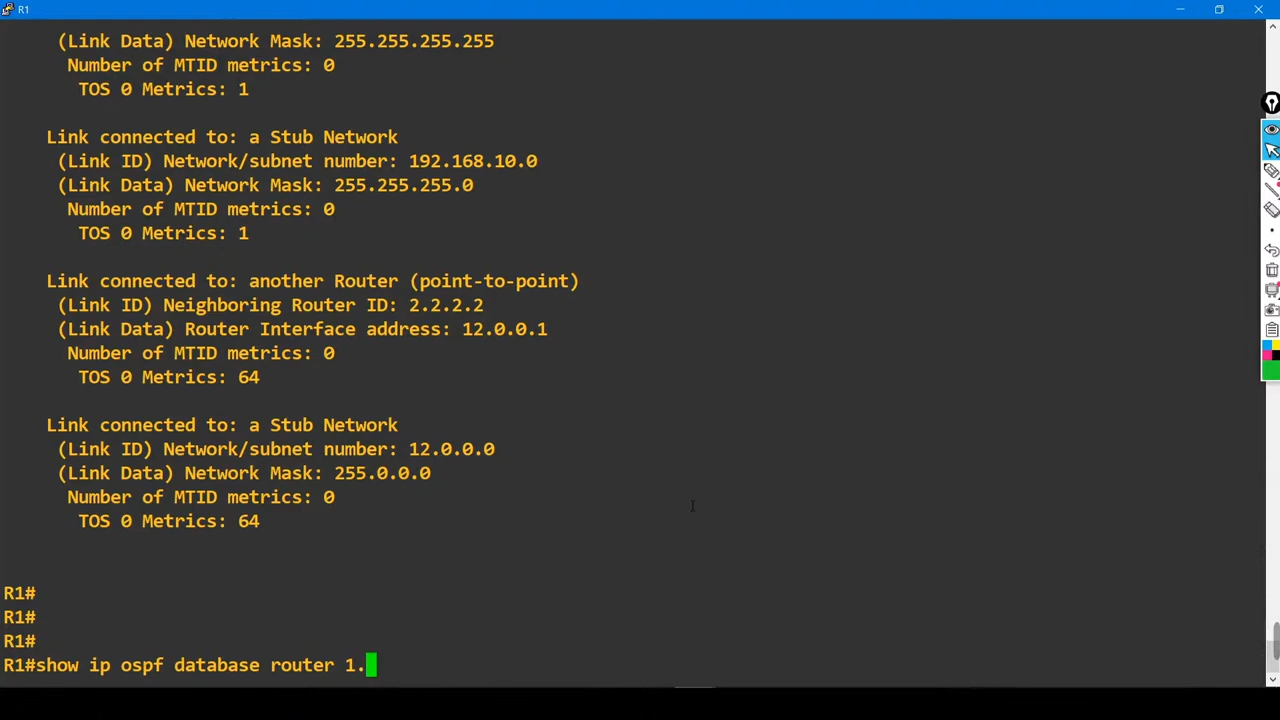 R1
(Link Data) Network Mask: 255.255.255.255
Number of MTID metrics: 0
TOS 0 Metrics: 1
Link connected to: a Stub Network
(Link ID) Network/subnet number: 192.168.10.0
(Link Data) Network Mask: 255.255.255.0
Number of MTID metrics: 0
TOS 0 Metrics: 1
Link connected to: another Router (point-to-point)
(Link ID) Neighboring Router ID: 2.2.2.2
(Link Data) Router Interface address: 12.0.0.1
Number of MTID metrics: 0
TOS 0 Metrics: 64
Link connected to: a Stub Network
(Link ID) Network/subnet number: 12.0.0.0
(Link Data) Network Mask: 255.0.0.0
Number of MTID metrics: 0
TOS 0 Metrics: 64
R1#
R1#
R1#
R1#show ip ospf database router 1.